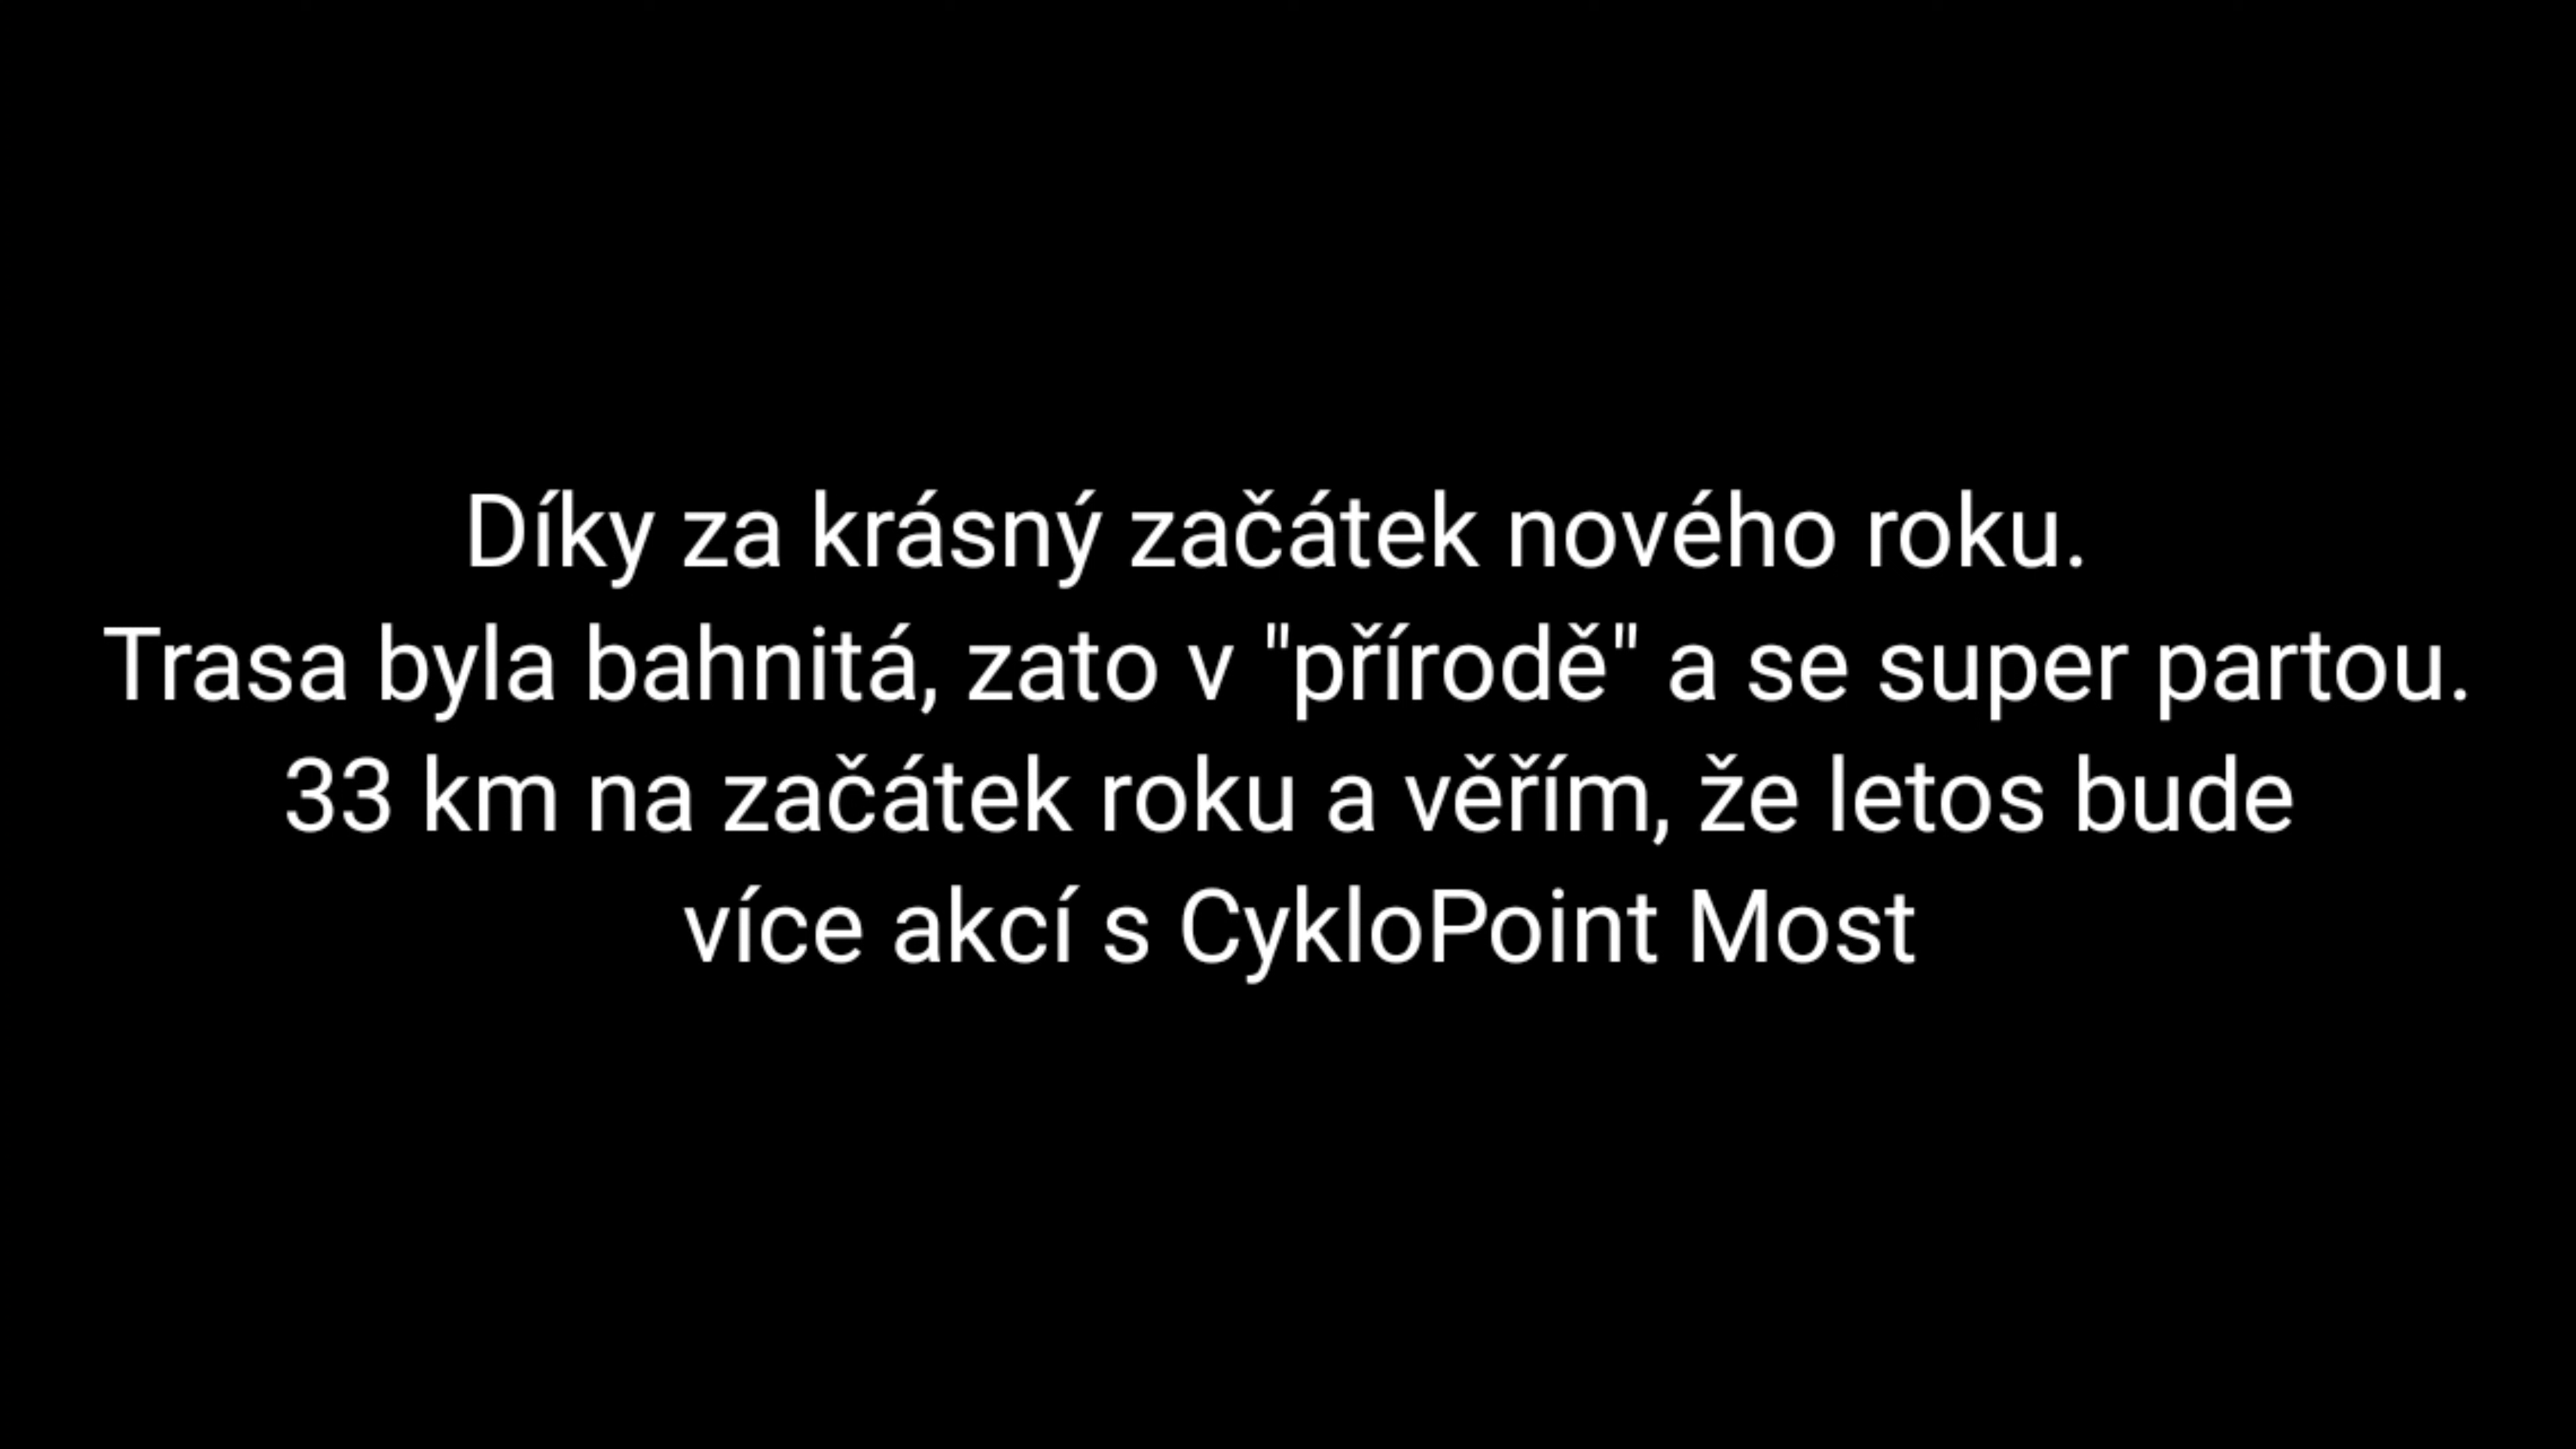 Díky za krásný začátek nového roku.
Trasa byla bahnitá, zato v "přírodě" a se super partou.
33 km na začátek roku a věřím, že letos bude
více akcí s CykloPoint Most